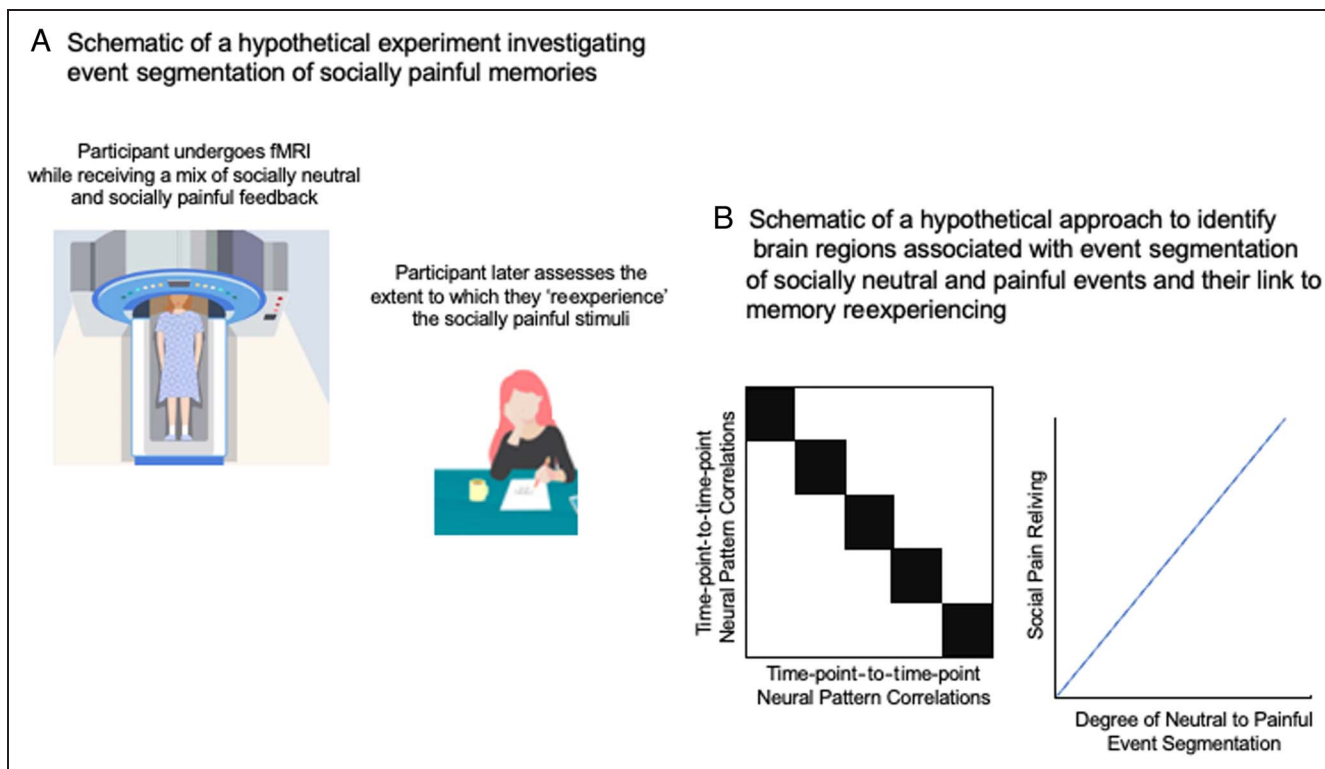 A Schematic of a hypothetical experiment investigating
event segmentation of socially painful memories
Participant undergoes fMRI
while receiving a mix of socially neutral
and socially painful feedback
Participant later assesses the
extent to which they ‘reexperience’
the socially painful stimuli
B Schematic of a hypothetical approach to identify
brain regions associated with event segmentation
of socially neutral and painful events and their link to
memory reexperiencing
Time-point-to-time-point
Neural Pattern Correlations
Time-point-to-time-point
Neural Pattern Correlations
Social Pain Reliving
Degree of Neutral to Painful
Event Segmentation